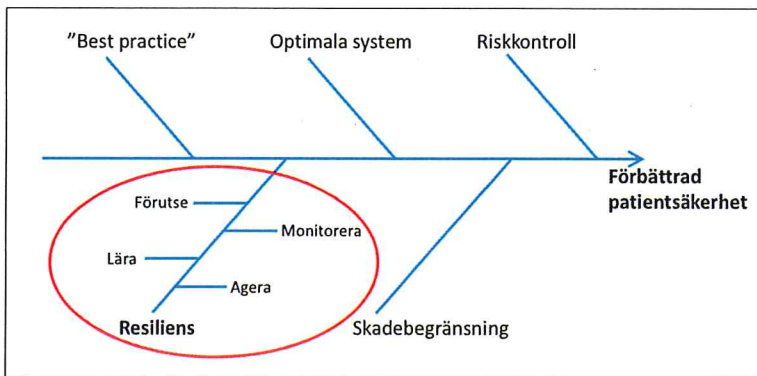 ”Best practice”
Optimala system
Riskkontroll
Förbättrad
patientsäkerhet
Förutse
Monitorera
Lära
Agera
Resiliens
Skadebegränsning